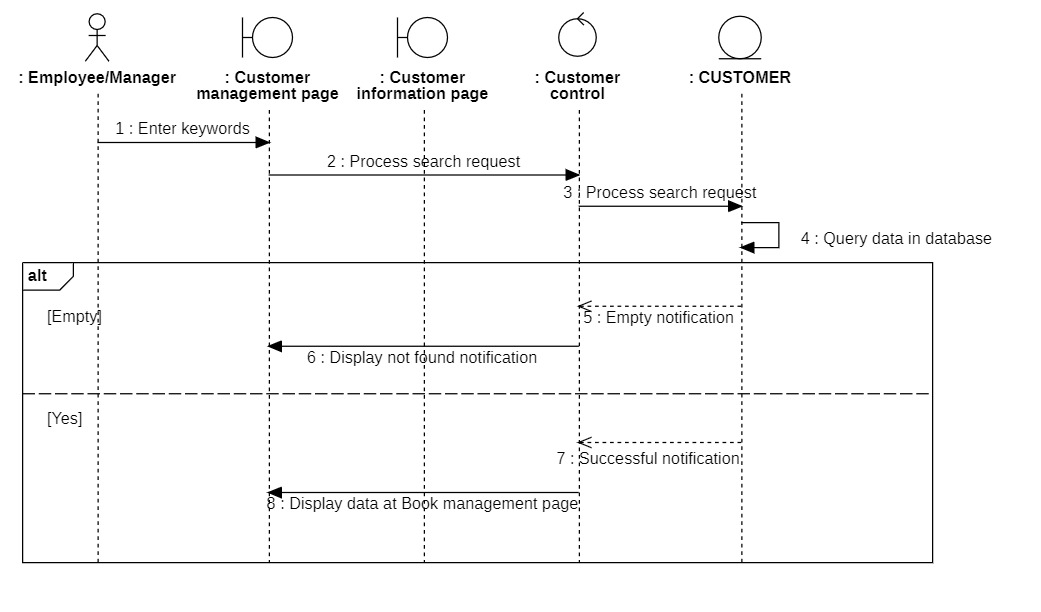 : Employee/Manager
: Customer
management page
: Customer
information page
: Customer
control
: CUSTOMER
1 : Enter keywords
2 : Process search request
3 : Process search request
4 : Query data in database
alt
[Empty]
5 : Empty notification
6 : Display not found notification
[Yes]
7 : Successful notification
8 : Display data at Book management page